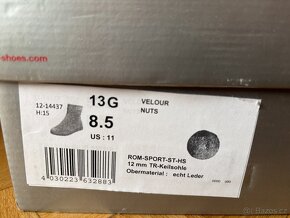 -shoes.com
12-14437
H:15
13G
8.5
US : 11
VELOUR
NUTS
ROM-SPORT-ST-HS
12 mm TR-Keilsohle
Obermaterial : echt Leder
4 030223 632883